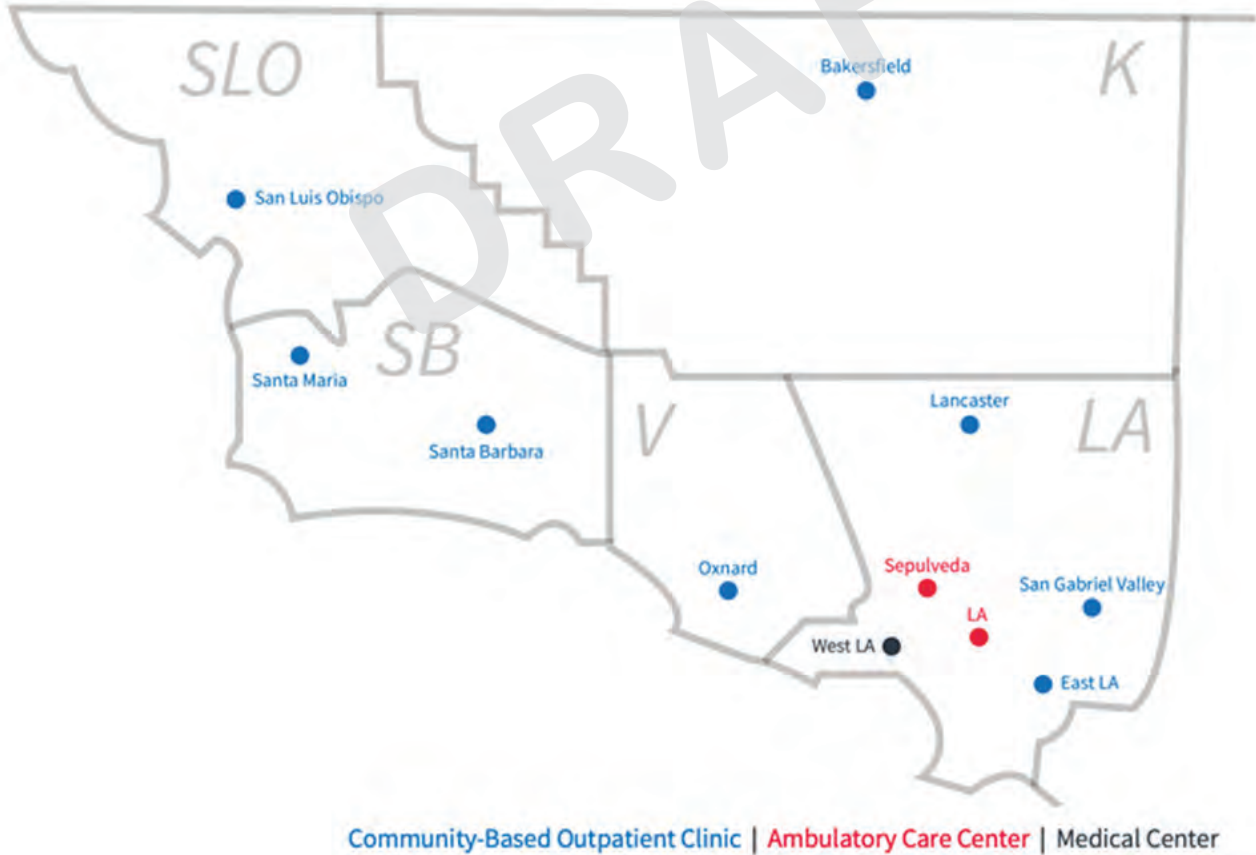 SLO
K
Bakersfield
DRAF
San Luis Obispo
SB
Santa Maria
Santa Barbara
V
Lancaster
LA
Oxnard
Sepulveda
San Gabriel Valley
LA
West LA
East LA
Community-Based Outpatient Clinic | Ambulatory Care Center | Medical Center